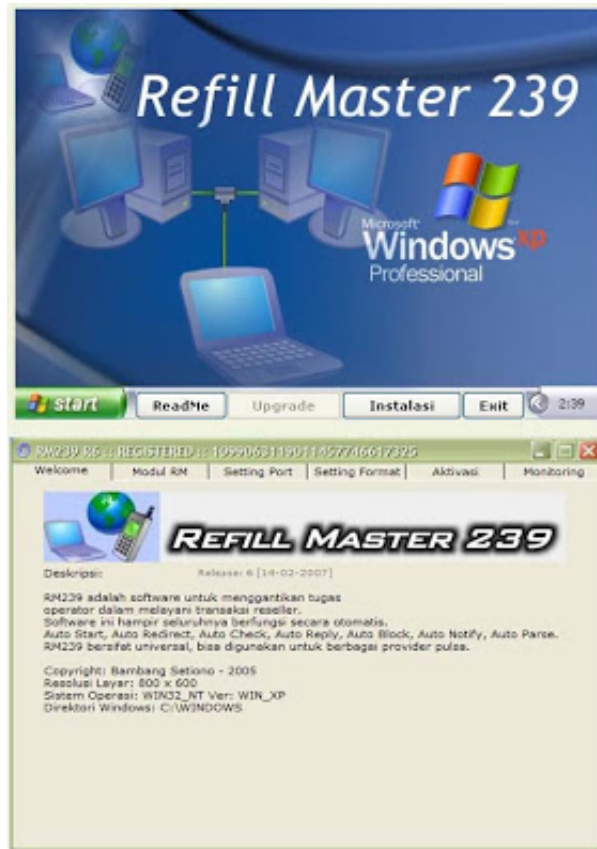 Refill Master 239
Microsoft
Windows xp
Professional
start
ReadMe
Upgrade
Instalasi
Exit
2:39
RM239 R6 :: REGISTERED ::
Welcome
Modul RM
Setting Port
Setting Format
Aktivasi
Monitoring
REFILL MASTER 239
Deskripsi:
Release: 6 [14-02-2007]
RM239 adalah software untuk menggantikan tugas
operator dalam melayani transaksi reseller.
Software ini hampir seluruhnya berfungsi secara otomatis.
Auto Start, Auto Redirect, Auto Check, Auto Reply, Auto Block, Auto Notify, Auto Parse.
RM239 bersifat universal, bisa digunakan untuk berbagai provider pulsa.
Copyright: Bambang Setiono - 2005
Resolusi Layar: 800 x 600
Sistem Operasi: WIN32_NT Ver: WIN_XP
Direktori Windows: C:\WINDOWS